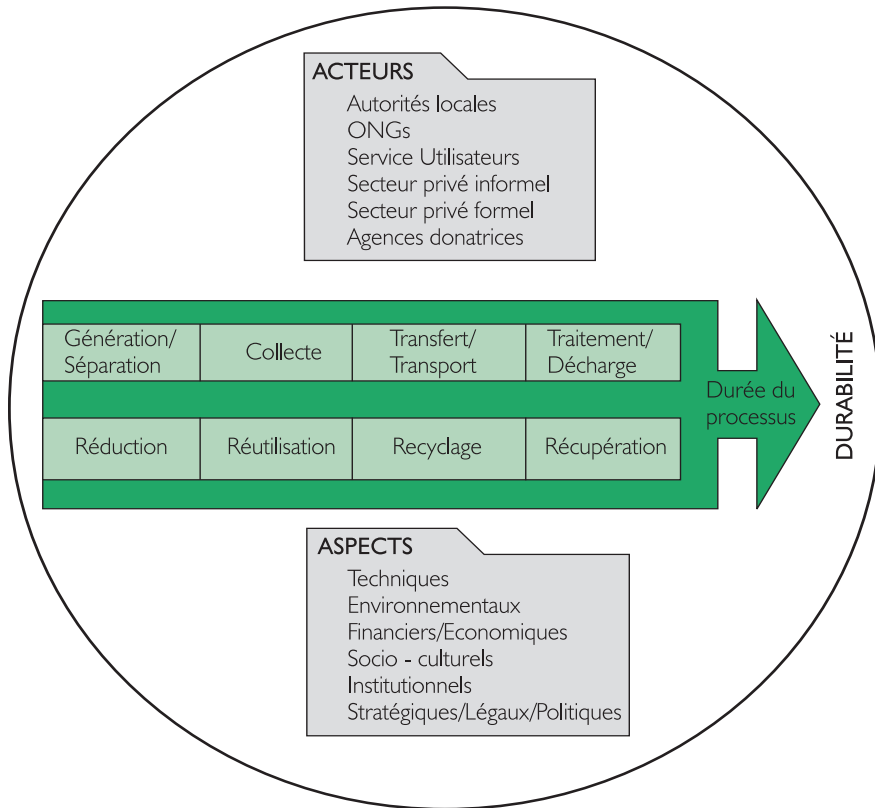 ACTEURS
Autorités locales
ONGs
Service Utilisateurs
Secteur privé informel
Secteur privé formel
Agences donatrices
Génération/
Séparation
Collecte
Transfert/
Transport
Traitement/
Décharge
Réduction
Réutilisation
Recyclage
Récupération
Durée du
processus
DURABILITÉ
ASPECTS
Techniques
Environnementaux
Financiers/Economiques
Socio - culturels
Institutionnels
Stratégiques/Légaux/Politiques